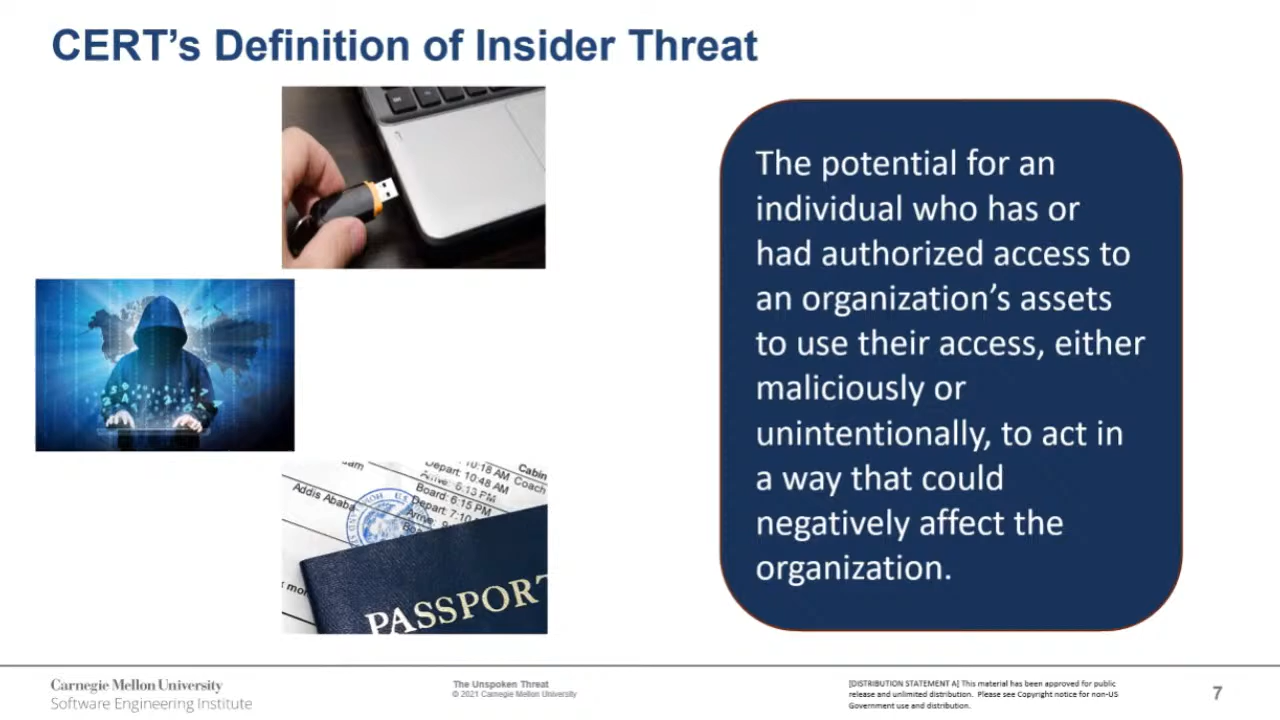 CERT’s Definition of Insider Threat
The potential for an
individual who has or
had authorized access to
an organization’s assets
to use their access, either
maliciously or
unintentionally, to act in
a way that could
negatively affect the
organization.
10:18 AM
Cabin
Depart: 10:48 AM
Coach
Arrive: 6:13 PM
Addis Ababa
Board: 6:15 PM
Depart: 7:10
Arrive:
PASSPORT
Carnegie Mellon University
Software Engineering Institute
The Unspoken Threat
© 2021 Carnegie Mellon University
[DISTRIBUTION STATEMENT A] This material has been approved for public
release and unlimited distribution. Please see Copyright notice for non-US
Government use and distribution.
7